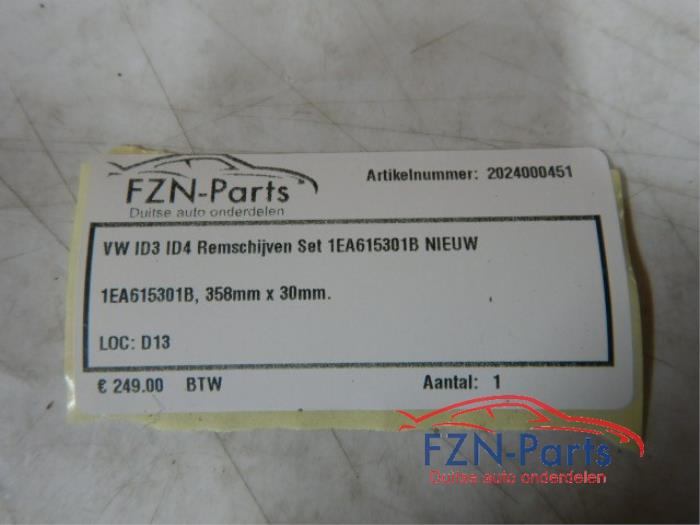 FZN-Parts
Duitse auto onderdelen
Artikelnummer: 2024000451
VW ID3 ID4 Remschijven Set 1EA615301B NIEUW
1EA615301B, 358mm x 30mm.
LOC: D13
€ 249.00 BTW Aantal: 1
FZN-Parts
Duitse auto onderdelen